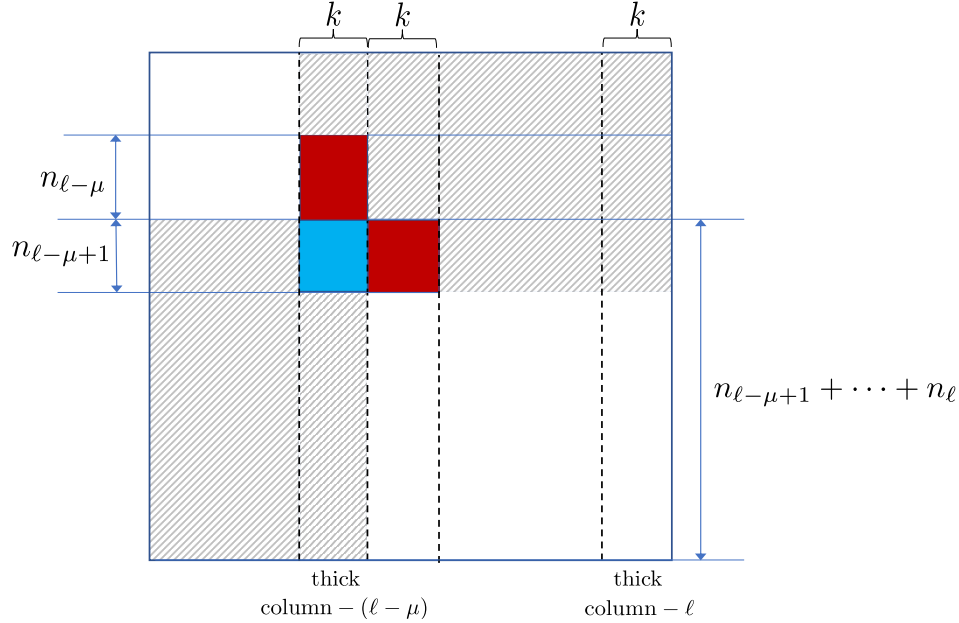 k k k
n_{ℓ−μ}
n_{ℓ−μ+1}
n_{ℓ−μ+1} + ⋯ + n_ℓ
thick thick
column − (ℓ − μ) column − ℓ